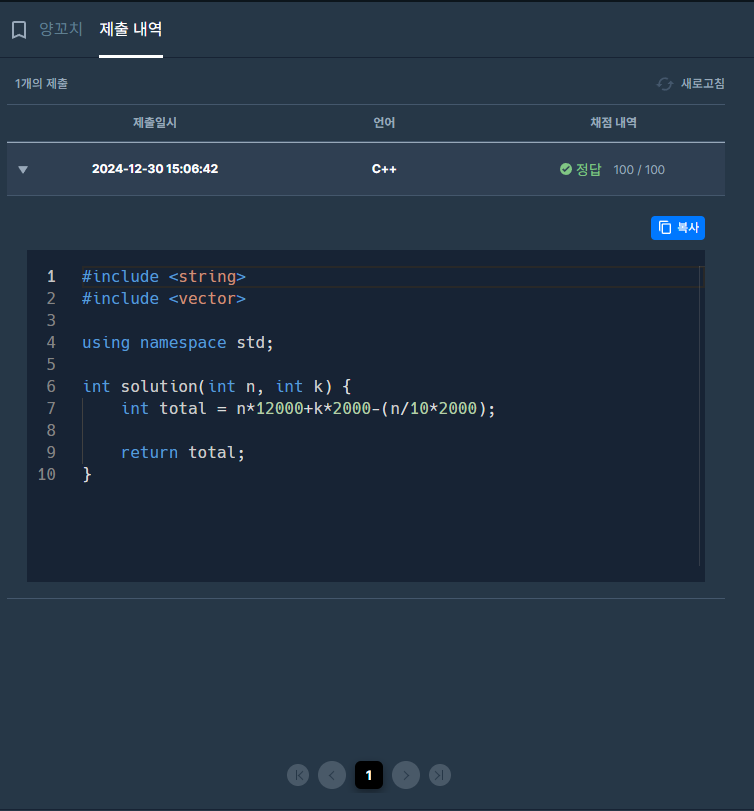 양꼬치 제출 내역
1개의 제출 새로고침
제출일시 언어 채점 내역
2024-12-30 15:06:42 C++ 정답 100 / 100
복사
1 #include <string>
2 #include <vector>
3
4 using namespace std;
5
6 int solution(int n, int k) {
7     int total = n*12000+k*2000-(n/10*2000);
8
9     return total;
10 }
1